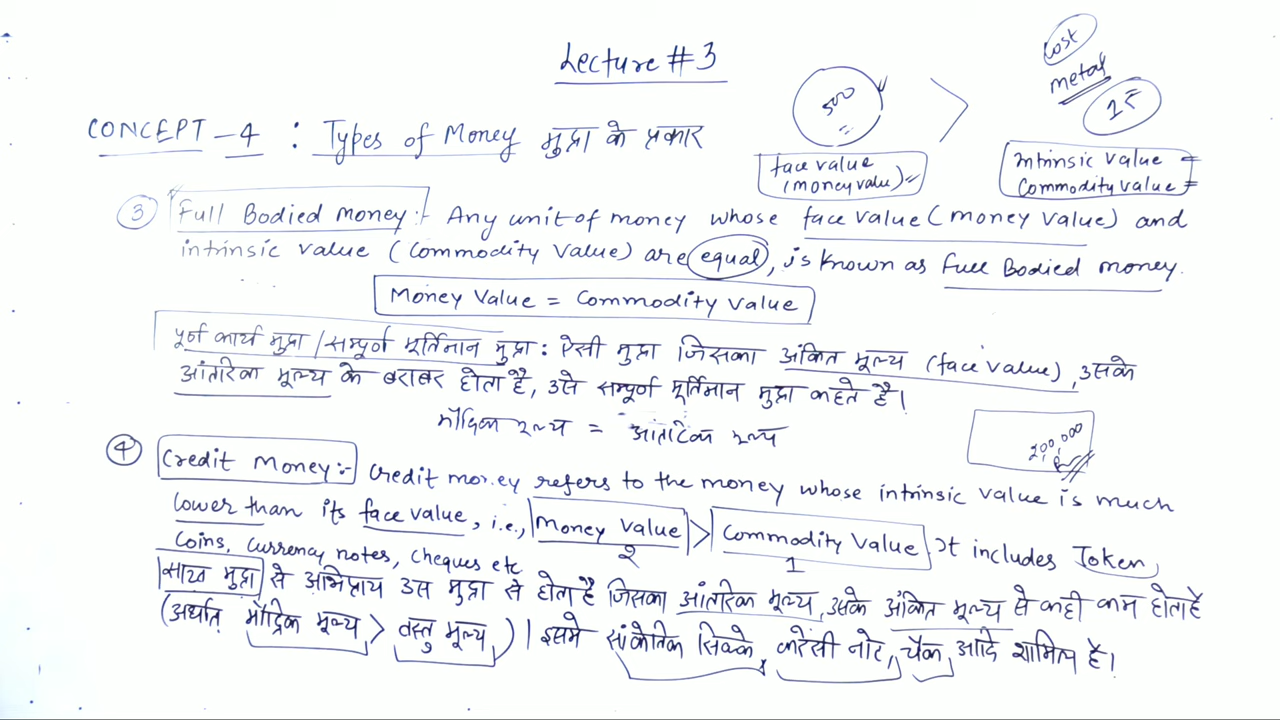 Lecture #3
500
>
Cost
metal
1₹
face value
(money value)
Intrinsic Value =
Commodity value =
CONCEPT - 4 : Types of Money मुद्रा के प्रकार
③ Full Bodied Money:- Any unit of money whose face value (money value) and
intrinsic value (Commodity Value) are equal, is known as full Bodied money.
Money Value = Commodity value
पूर्ण कार्य मुद्रा / सम्पूर्ण मूर्तिमान मुद्रा : ऐसी मुद्रा जिसका अंकित मूल्य (face value), उसके
आंतरिक मूल्य के बराबर होता है, उसे सम्पूर्ण मूर्तिमान मुद्रा कहते है।
मौद्रिक मूल्य = आंतरिक मूल्य
200,000
④ Credit Money:- Credit money refers to the money whose intrinsic value is much
lower than its face value, i.e., Money Value > Commodity Value. It includes Token
2 1
Coins, Currency notes, Cheques etc
साख मुद्रा से अभिप्राय उस मुद्रा से होता है जिसका आंतरिक मूल्य, उसके अंकित मूल्य से कही कम होता है
(अर्थात् मौद्रिक मूल्य > वस्तु मूल्य) । इसमे सांकेतिक सिक्के, करेंसी नोट, चैक, आदि शामिल है।